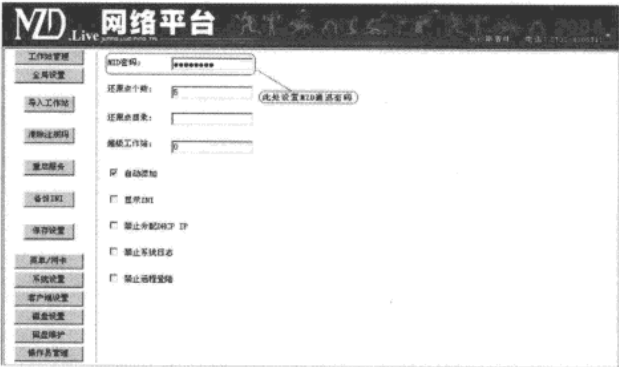 MZD.Live 网络平台
工作站管理
全局设置
导入工作站
清除注册码
重启服务
备份INI
保存设置
菜单/网卡
系统设置
客户端设置
磁盘设置
磁盘维护
操作员管理
MZD密码： ********
此处设置MZD通道密码
还原点个数： 5
还原点目录：
超级工作站： 0
自动添加
显示INI
禁止分配DHCP IP
禁止系统日志
禁止远程登陆